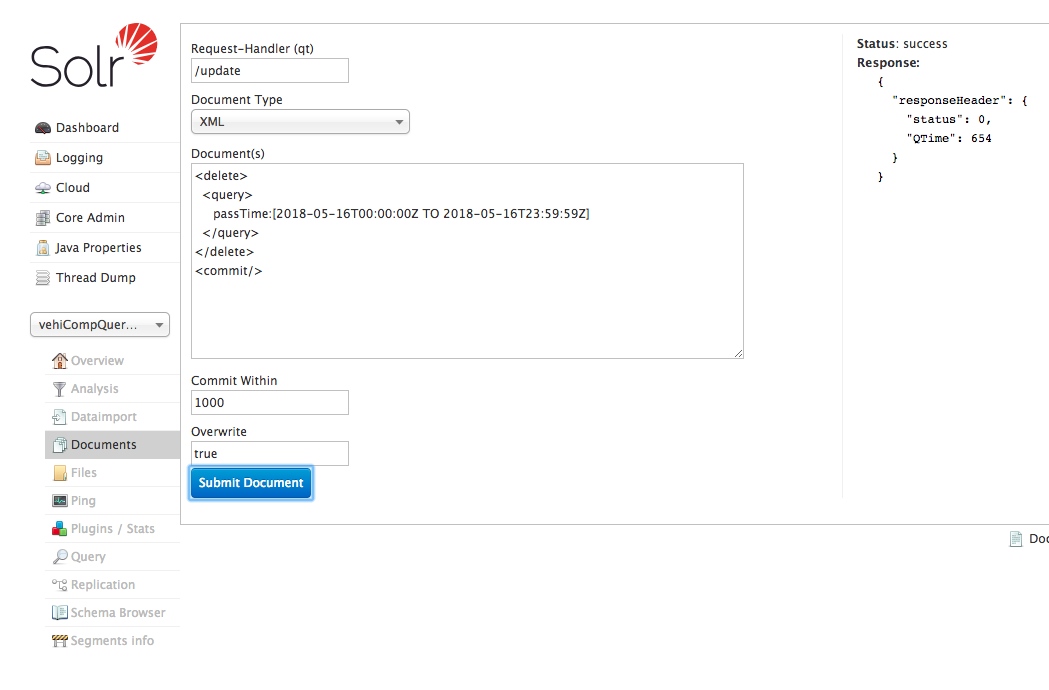 Solr
Dashboard
Logging
Cloud
Core Admin
Java Properties
Thread Dump
vehiCompQuer...
Overview
Analysis
Dataimport
Documents
Files
Ping
Plugins / Stats
Query
Replication
Schema Browser
Segments info
Request-Handler (qt)
/update
Document Type
XML
Document(s)
<delete>
<query>
passTime:[2018-05-16T00:00:00Z TO 2018-05-16T23:59:59Z]
</query>
</delete>
<commit/>
Commit Within
1000
Overwrite
true
Submit Document
Status: success
Response:
{
"responseHeader": {
"status": 0,
"QTime": 654
}
}
Doc